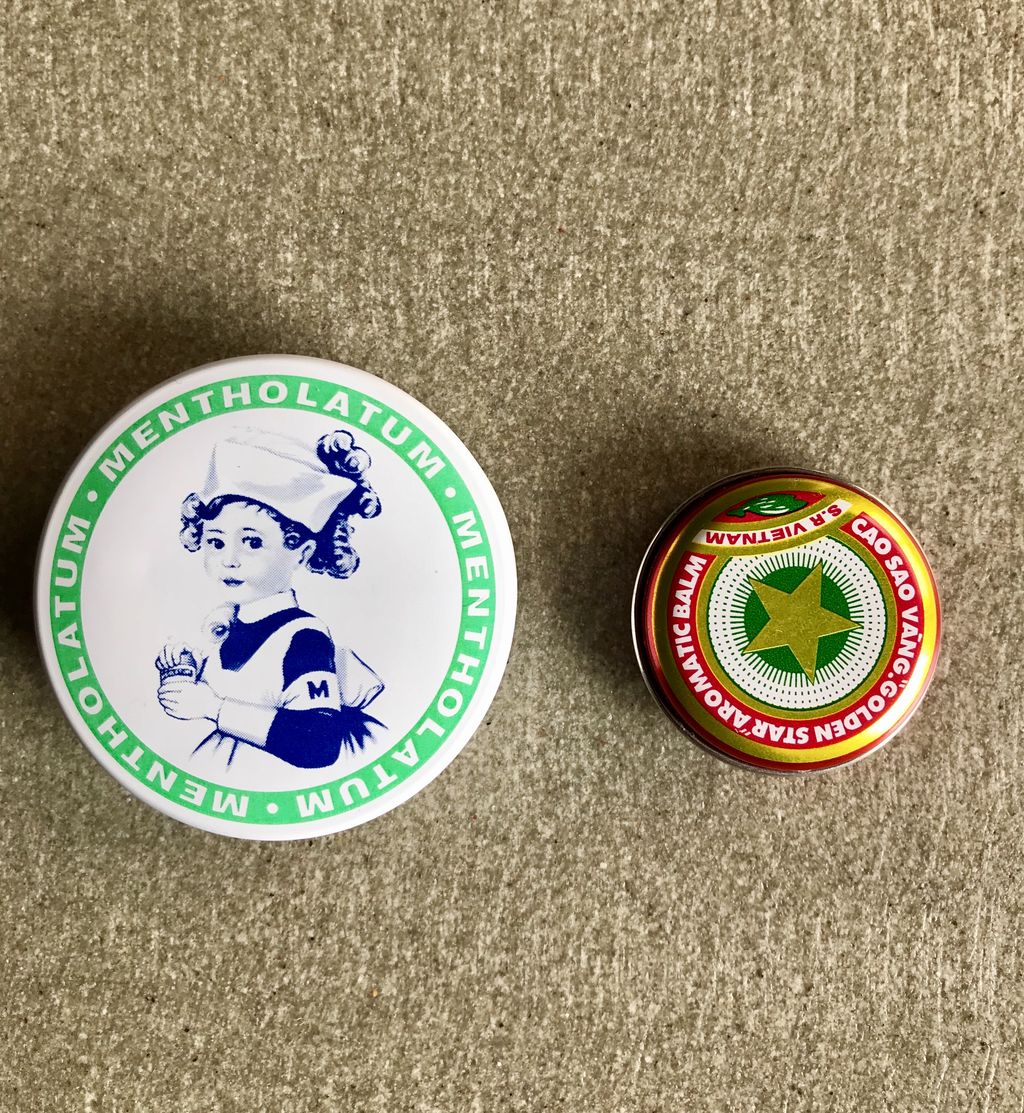 MENTHOLATUM • MENTHOLATUM • MENTHOLATUM •
M
S.R VIETNAM
CAO SAO VÀNG."GOLDEN STAR"AROMATIC BALM